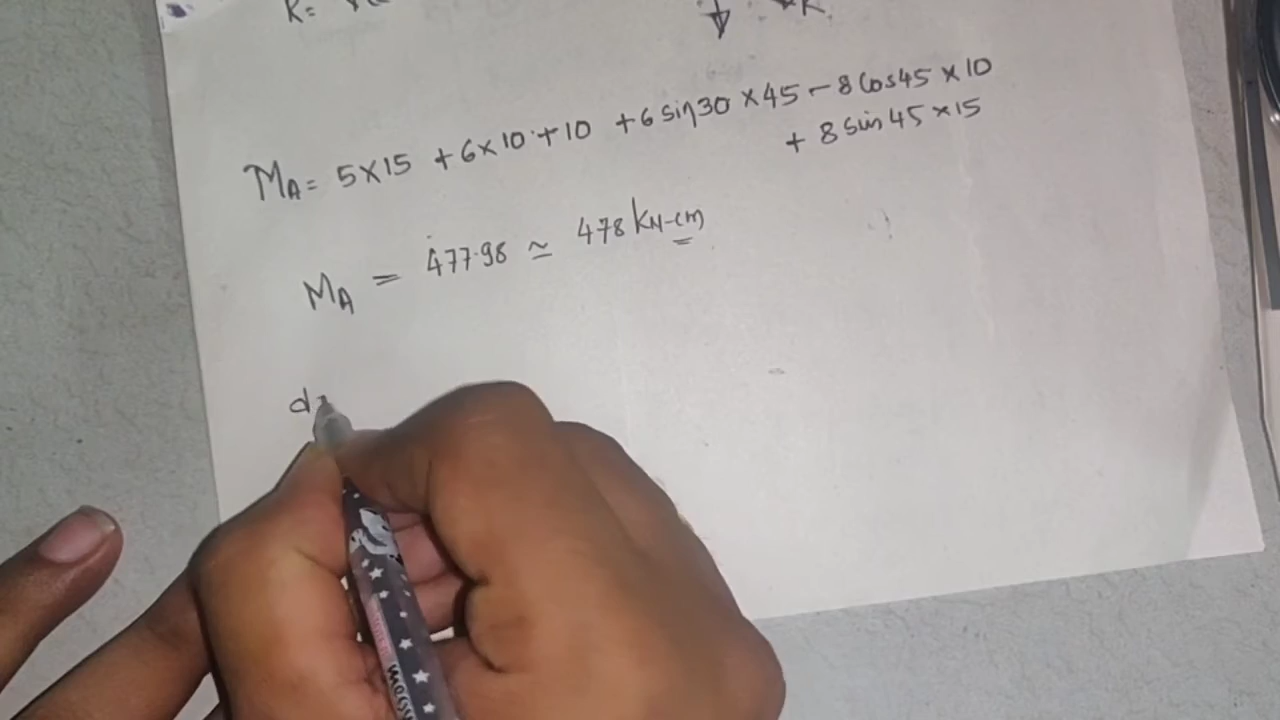 K=
K
MA = 5×15 + 6×10 + 10 + 6 sin30 × 45 - 8 cos45 × 10
+ 8 sin 45 × 15
MA = 477.98 ≃ 478 kN-cm
d=